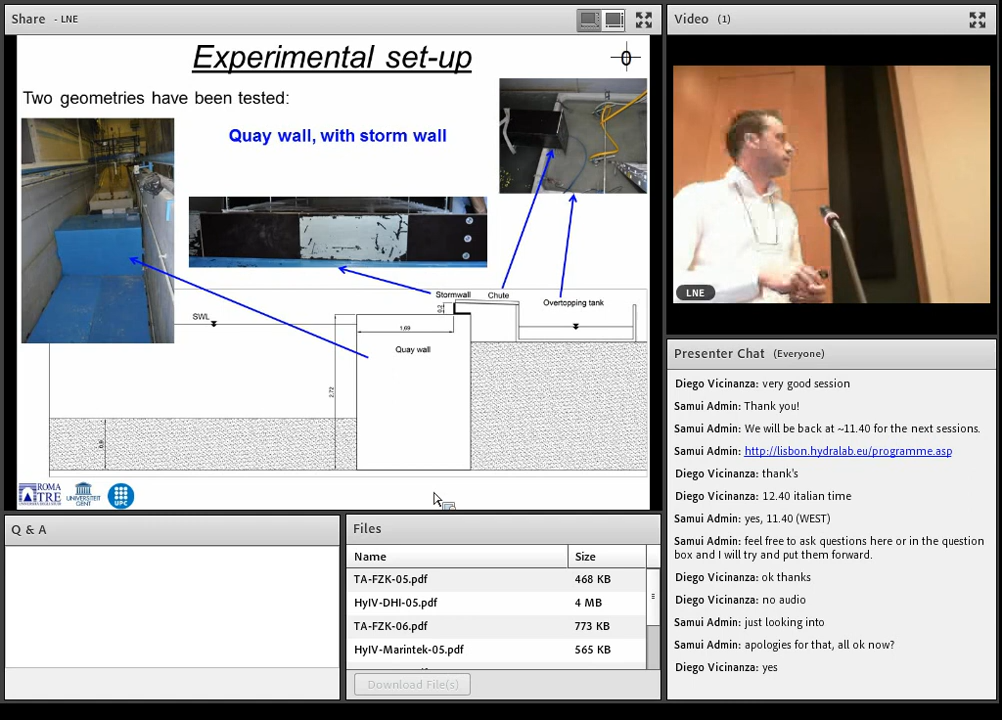 Share - LNE
Experimental set-up
Two geometries have been tested:
Quay wall, with storm wall
Stormwall
Chute
Overtopping tank
SWL
0,2
1,69
Quay wall
2,72
ROMA
TRE
UNIVERSITEIT
GENT
UPC
Q & A
Files
Name Size
TA-FZK-05.pdf 468 KB
HyIV-DHI-05.pdf 4 MB
TA-FZK-06.pdf 773 KB
HyIV-Marintek-05.pdf 565 KB
Download File(s)
Video (1)
LNE
Presenter Chat (Everyone)
Diego Vicinanza: very good session
Samui Admin: Thank you!
Samui Admin: We will be back at ~11.40 for the next sessions.
Samui Admin: http://lisbon.hydralab.eu/programme.asp
Diego Vicinanza: thank's
Diego Vicinanza: 12.40 italian time
Samui Admin: yes, 11.40 (WEST)
Samui Admin: feel free to ask questions here or in the question
box and I will try and put them forward.
Diego Vicinanza: ok thanks
Diego Vicinanza: no audio
Samui Admin: just looking into
Samui Admin: apologies for that, all ok now?
Diego Vicinanza: yes